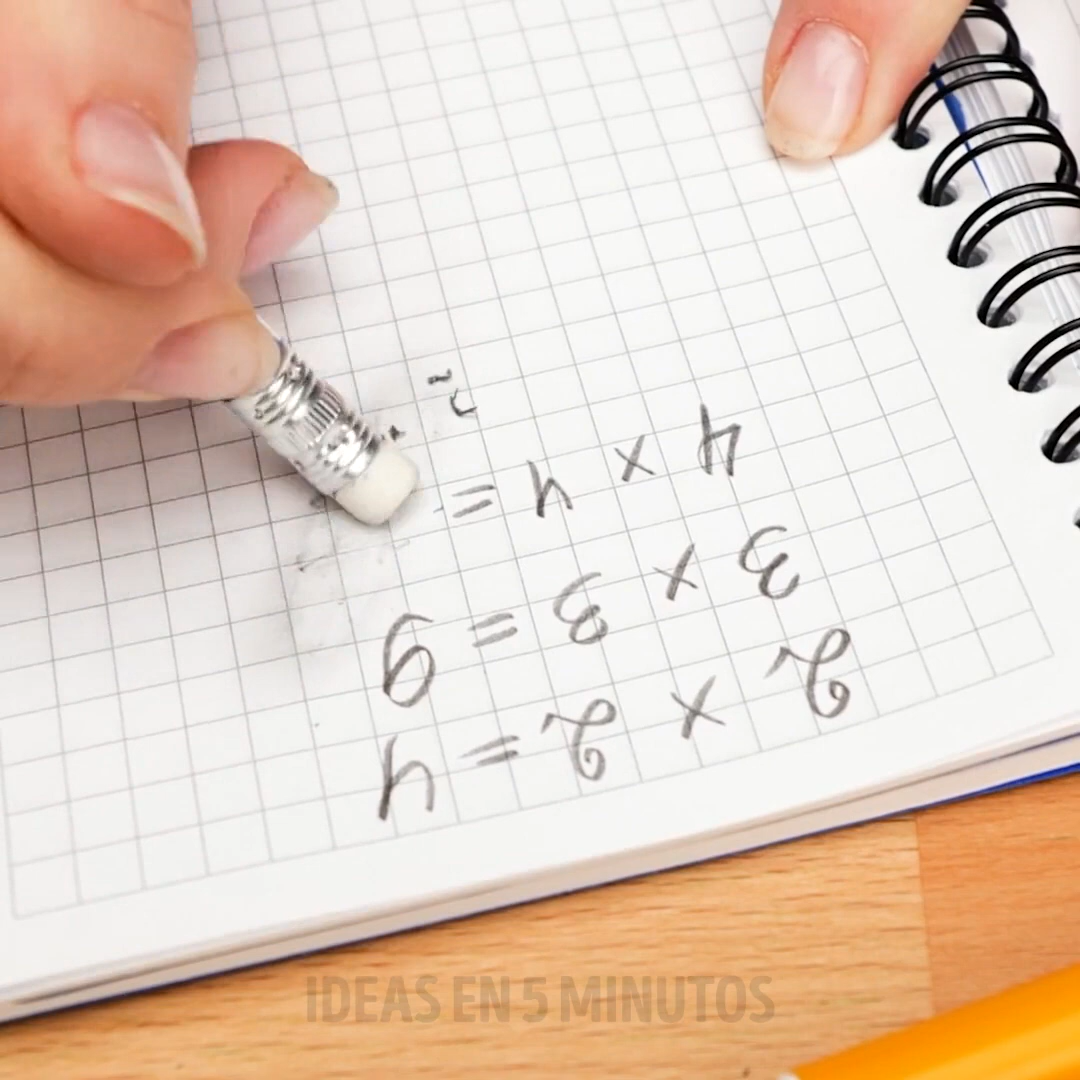 2 x 2 = 4
3 x 3 = 9
4 x 4 =
IDEAS EN 5 MINUTOS